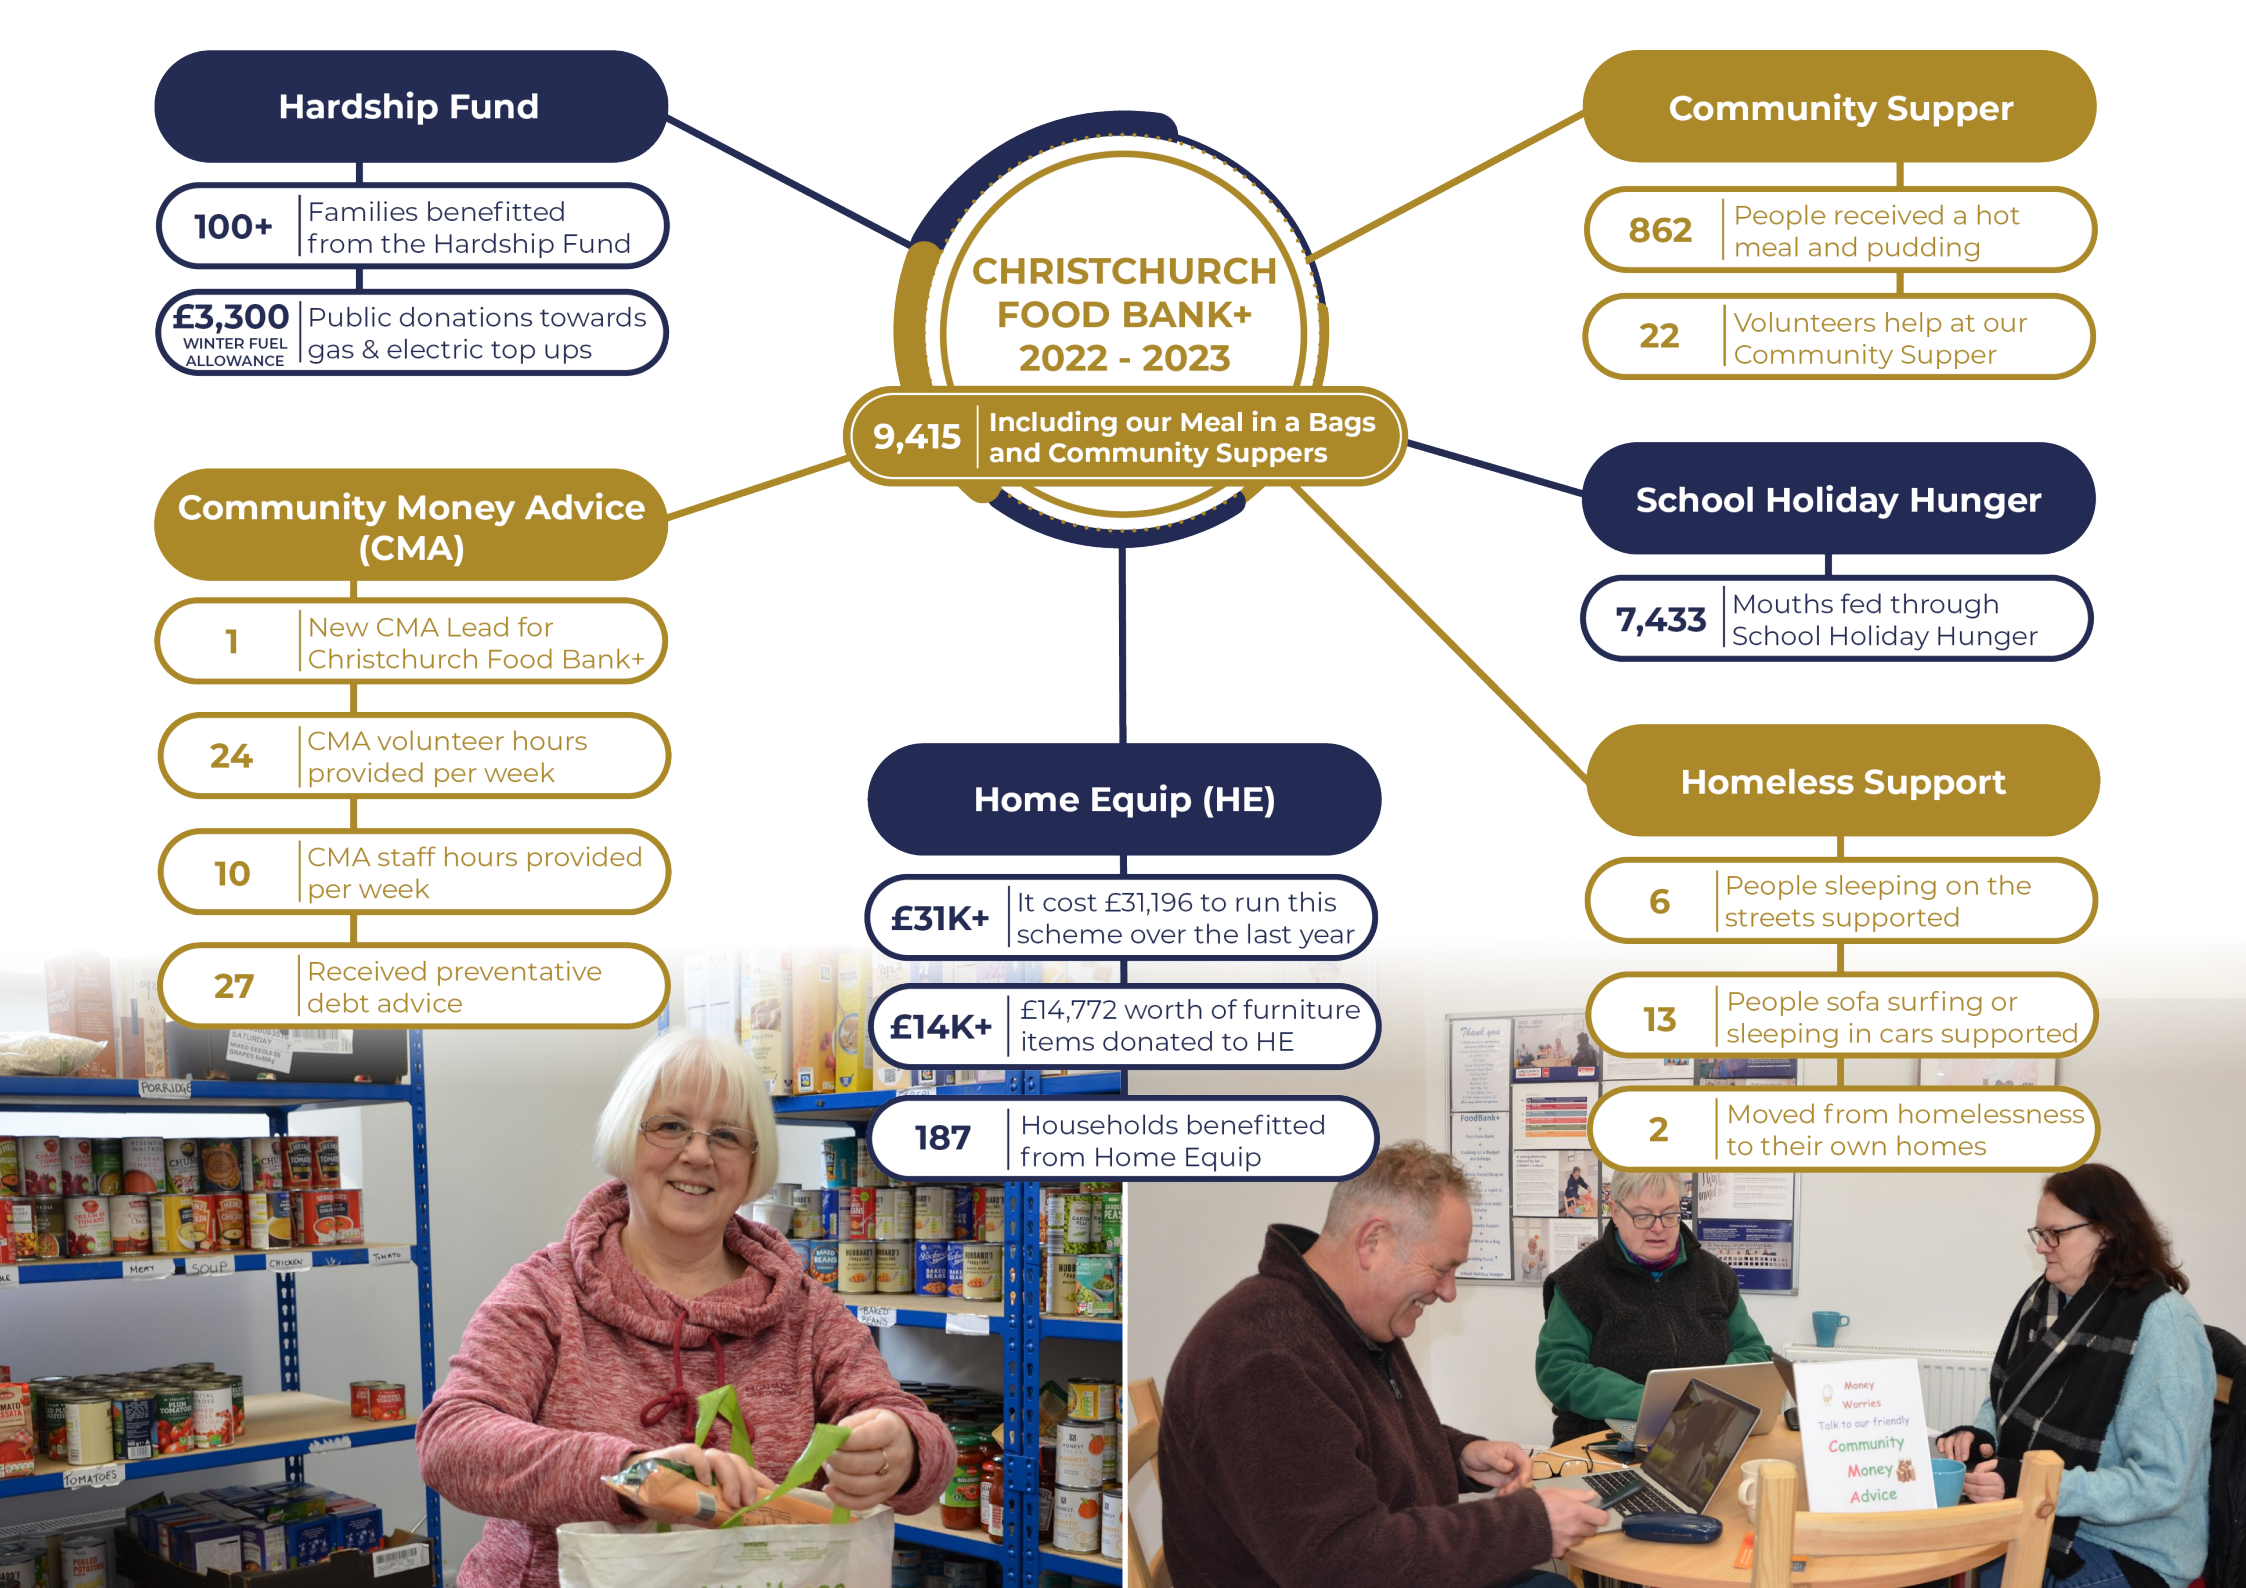 Hardship Fund
100+
Families benefitted
from the Hardship Fund
£3,300
WINTER FUEL
ALLOWANCE
Public donations towards
gas & electric top ups
Community Money Advice
(CMA)
1
New CMA Lead for
Christchurch Food Bank+
24
CMA volunteer hours
provided per week
10
CMA staff hours provided
per week
27
Received preventative
debt advice
CHRISTCHURCH
FOOD BANK+
2022 - 2023
9,415
Including our Meal in a Bags
and Community Suppers
Home Equip (HE)
£31K+
It cost £31,196 to run this
scheme over the last year
£14K+
£14,772 worth of furniture
items donated to HE
187
Households benefitted
from Home Equip
Community Supper
862
People received a hot
meal and pudding
22
Volunteers help at our
Community Supper
School Holiday Hunger
7,433
Mouths fed through
School Holiday Hunger
Homeless Support
6
People sleeping on the
streets supported
13
People sofa surfing or
sleeping in cars supported
2
Moved from homelessness
to their own homes
SATURDAY
MIXED SEEDLESS
PORRIDGE
MEAT
SOUP
CHICKEN
TOMATO
TOMATOES
BAKED
BEANS
Thank you
FoodBank+
Money
Worries
Talk to our friendly
Community
Money
Advice